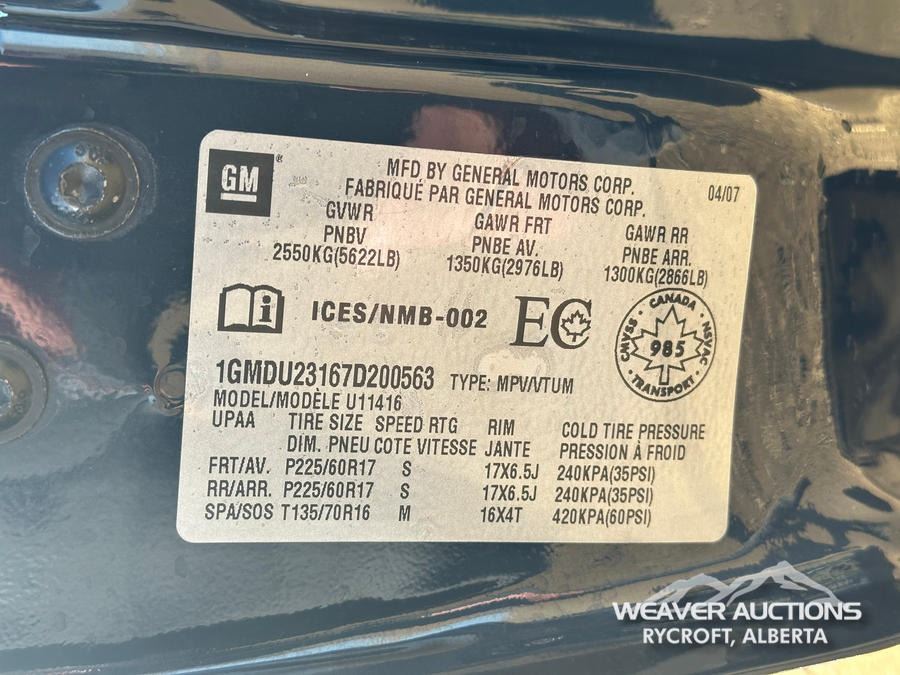 GM
MFD BY GENERAL MOTORS CORP.
FABRIQUÉ PAR GENERAL MOTORS CORP.
04/07
GVWR GAWR FRT GAWR RR
PNBV PNBE AV. PNBE ARR.
2550KG(5622LB) 1350KG(2976LB) 1300KG(2866LB)
ICES/NMB-002
EC
CANADA
CMVSS 985 NSVAC
TRANSPORT
1GMDU23167D200563 TYPE: MPV/VTUM
MODEL/MODÈLE U11416
UPAA TIRE SIZE SPEED RTG RIM COLD TIRE PRESSURE
DIM. PNEU COTE VITESSE JANTE PRESSION À FROID
FRT/AV. P225/60R17 S 17X6.5J 240KPA(35PSI)
RR/ARR. P225/60R17 S 17X6.5J 240KPA(35PSI)
SPA/SOS T135/70R16 M 16X4T 420KPA(60PSI)
WEAVER AUCTIONS
RYCROFT, ALBERTA